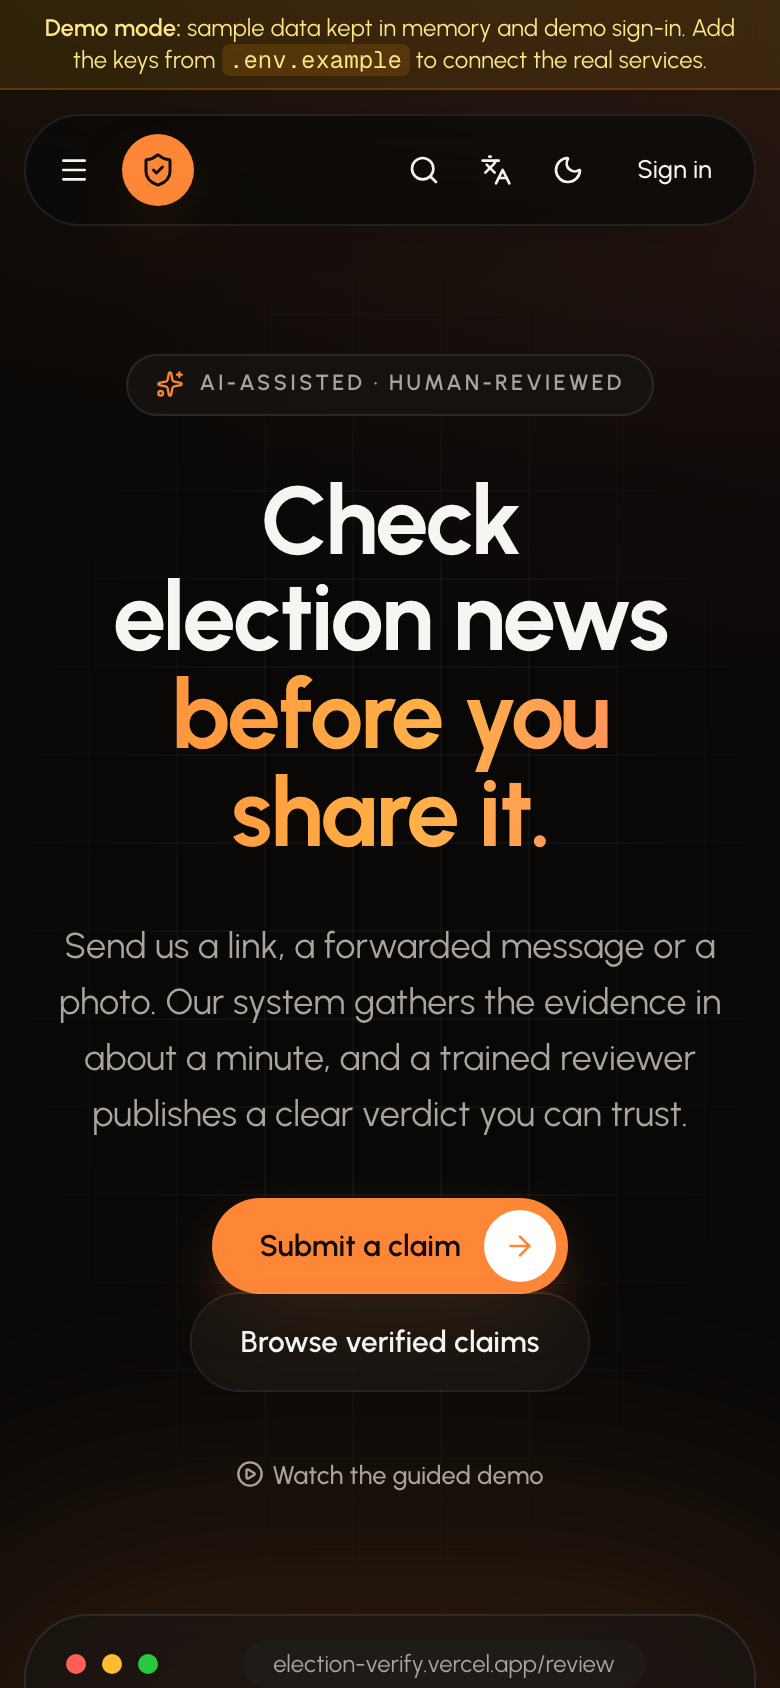 Demo mode: sample data kept in memory and demo sign-in. Add
the keys from .env.example to connect the real services.
Sign in
AI-ASSISTED · HUMAN-REVIEWED
Check
election news
before you
share it.
Send us a link, a forwarded message or a
photo. Our system gathers the evidence in
about a minute, and a trained reviewer
publishes a clear verdict you can trust.
Submit a claim
Browse verified claims
Watch the guided demo
election-verify.vercel.app/review